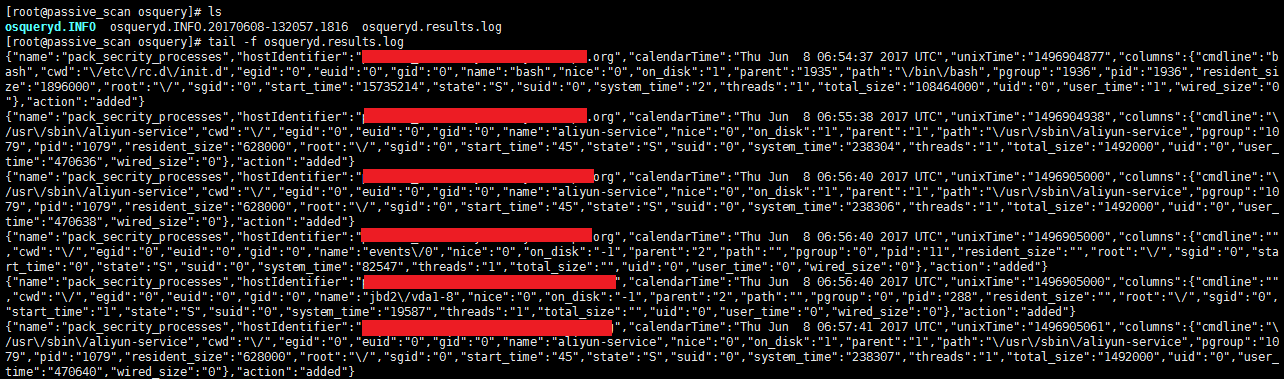 [root@passive_scan osquery]# ls
osqueryd.INFO  osqueryd.INFO.20170608-132057.1816  osqueryd.results.log
[root@passive_scan osquery]# tail -f osqueryd.results.log
{"name":"pack_secrity_processes","hostIdentifier":" .org","calendarTime":"Thu Jun  8 06:54:37 2017 UTC","unixTime":"1496904877","columns":{"cmdline":"b
ash","cwd":"\/etc\/rc.d\/init.d","egid":"0","euid":"0","gid":"0","name":"bash","nice":"0","on_disk":"1","parent":"1935","path":"\/bin\/bash","pgroup":"1936","pid":"1936","resident_si
ze":"1896000","root":"\/","sgid":"0","start_time":"15735214","state":"S","suid":"0","system_time":"2","threads":"1","total_size":"108464000","uid":"0","user_time":"1","wired_size":"0
"},"action":"added"}
{"name":"pack_secrity_processes","hostIdentifier":" .org","calendarTime":"Thu Jun  8 06:55:38 2017 UTC","unixTime":"1496904938","columns":{"cmdline":"\
/usr\/sbin\/aliyun-service","cwd":"\/","egid":"0","euid":"0","gid":"0","name":"aliyun-service","nice":"0","on_disk":"1","parent":"1","path":"\/usr\/sbin\/aliyun-service","pgroup":"10
79","pid":"1079","resident_size":"628000","root":"\/","sgid":"0","start_time":"45","state":"S","suid":"0","system_time":"238304","threads":"1","total_size":"1492000","uid":"0","user_
time":"470636","wired_size":"0"},"action":"added"}
{"name":"pack_secrity_processes","hostIdentifier":" org","calendarTime":"Thu Jun  8 06:56:40 2017 UTC","unixTime":"1496905000","columns":{"cmdline":"\
/usr\/sbin\/aliyun-service","cwd":"\/","egid":"0","euid":"0","gid":"0","name":"aliyun-service","nice":"0","on_disk":"1","parent":"1","path":"\/usr\/sbin\/aliyun-service","pgroup":"10
79","pid":"1079","resident_size":"628000","root":"\/","sgid":"0","start_time":"45","state":"S","suid":"0","system_time":"238306","threads":"1","total_size":"1492000","uid":"0","user_
time":"470638","wired_size":"0"},"action":"added"}
{"name":"pack_secrity_processes","hostIdentifier":" .org","calendarTime":"Thu Jun  8 06:56:40 2017 UTC","unixTime":"1496905000","columns":{"cmdline":""
,"cwd":"\/","egid":"0","euid":"0","gid":"0","name":"events\/0","nice":"0","on_disk":"-1","parent":"2","path":"","pgroup":"0","pid":"11","resident_size":"","root":"\/","sgid":"0","sta
rt_time":"0","state":"S","suid":"0","system_time":"82547","threads":"1","total_size":"","uid":"0","user_time":"0","wired_size":"0"},"action":"added"}
{"name":"pack_secrity_processes","hostIdentifier":" ","calendarTime":"Thu Jun  8 06:56:40 2017 UTC","unixTime":"1496905000","columns":{"cmdline":""
,"cwd":"\/","egid":"0","euid":"0","gid":"0","name":"jbd2\/vda1-8","nice":"0","on_disk":"-1","parent":"2","path":"","pgroup":"0","pid":"288","resident_size":"","root":"\/","sgid":"0",
"start_time":"1","state":"S","suid":"0","system_time":"19587","threads":"1","total_size":"","uid":"0","user_time":"0","wired_size":"0"},"action":"added"}
{"name":"pack_secrity_processes","hostIdentifier":" ","calendarTime":"Thu Jun  8 06:57:41 2017 UTC","unixTime":"1496905061","columns":{"cmdline":"\
/usr\/sbin\/aliyun-service","cwd":"\/","egid":"0","euid":"0","gid":"0","name":"aliyun-service","nice":"0","on_disk":"1","parent":"1","path":"\/usr\/sbin\/aliyun-service","pgroup":"10
79","pid":"1079","resident_size":"628000","root":"\/","sgid":"0","start_time":"45","state":"S","suid":"0","system_time":"238307","threads":"1","total_size":"1492000","uid":"0","user_
time":"470640","wired_size":"0"},"action":"added"}